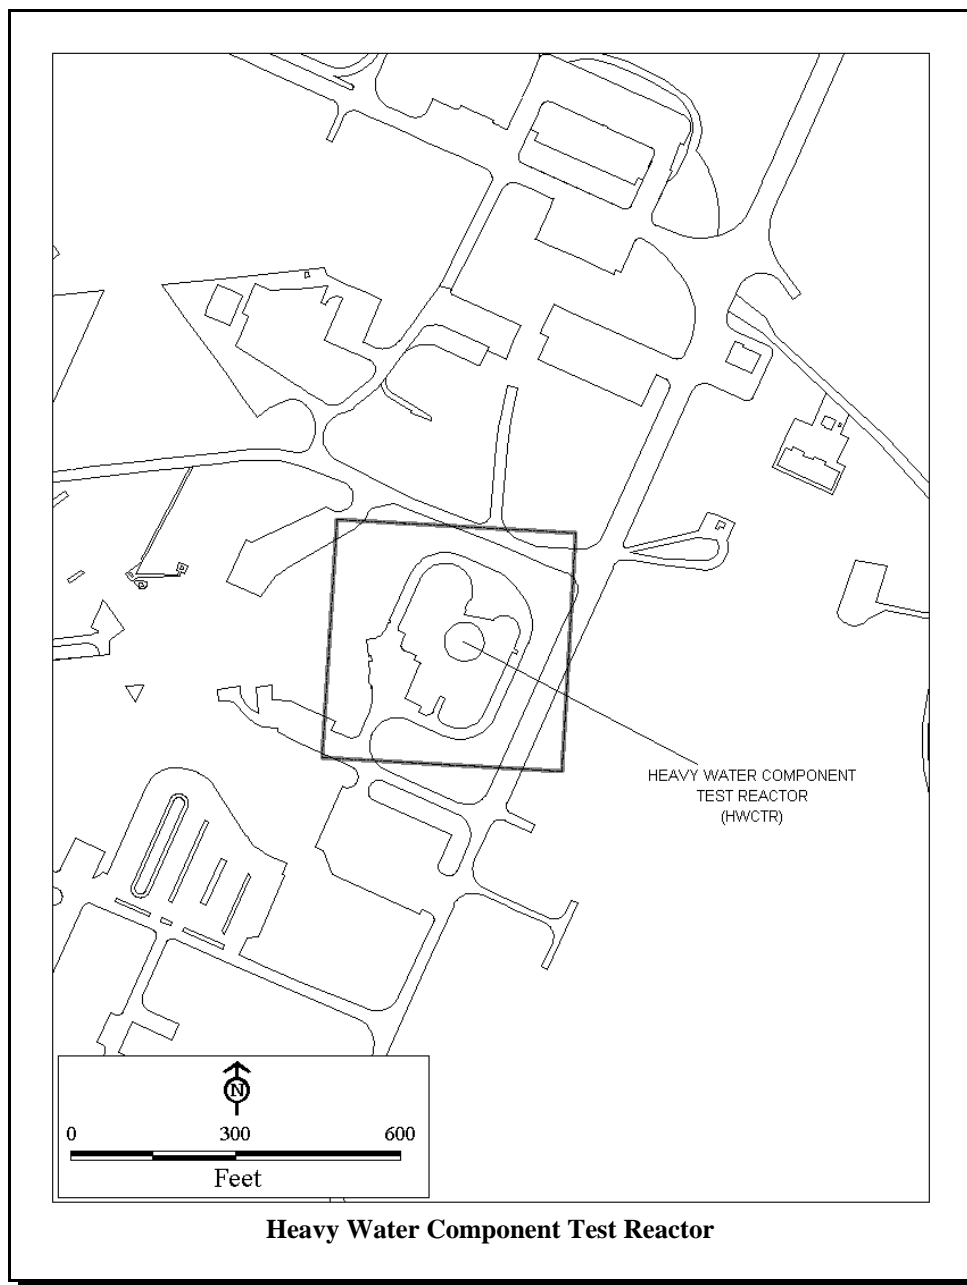 HEAVY WATER COMPONENT
TEST REACTOR
(HWCTR)
N
0 300 600
Feet
Heavy Water Component Test Reactor